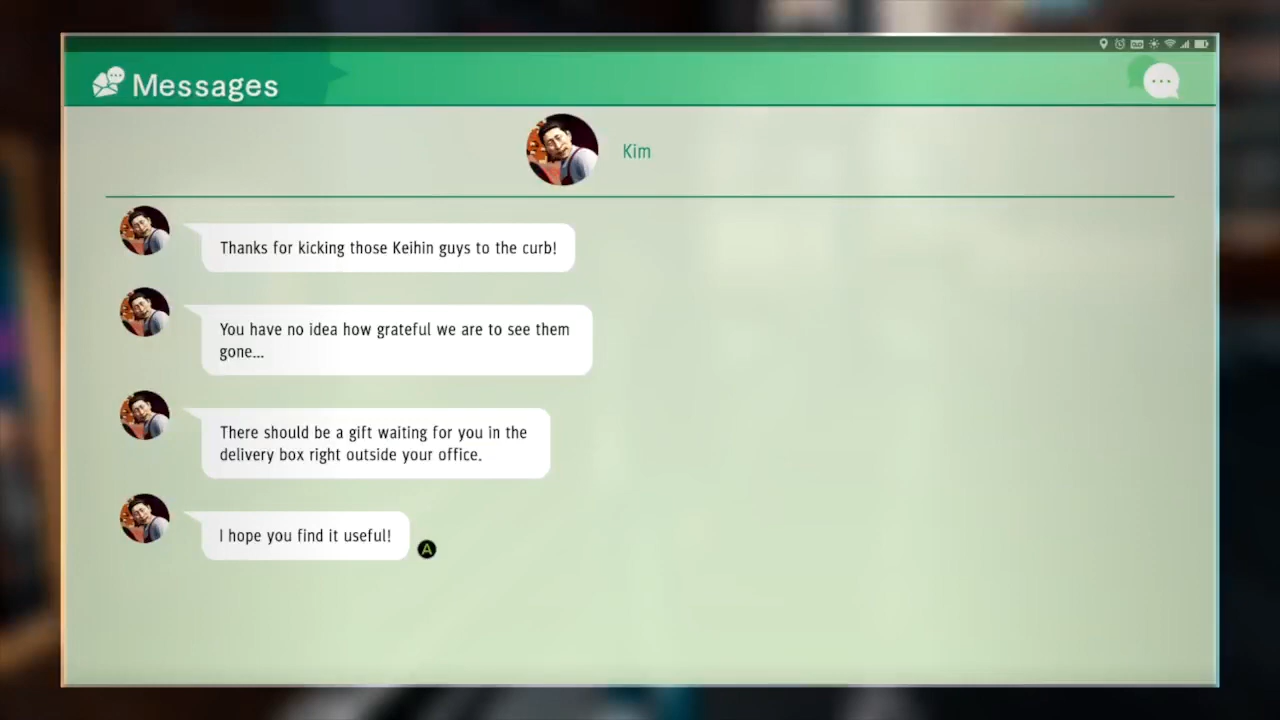 Messages
Kim
Thanks for kicking those Keihin guys to the curb!
You have no idea how grateful we are to see them
gone...
There should be a gift waiting for you in the
delivery box right outside your office.
I hope you find it useful!
A